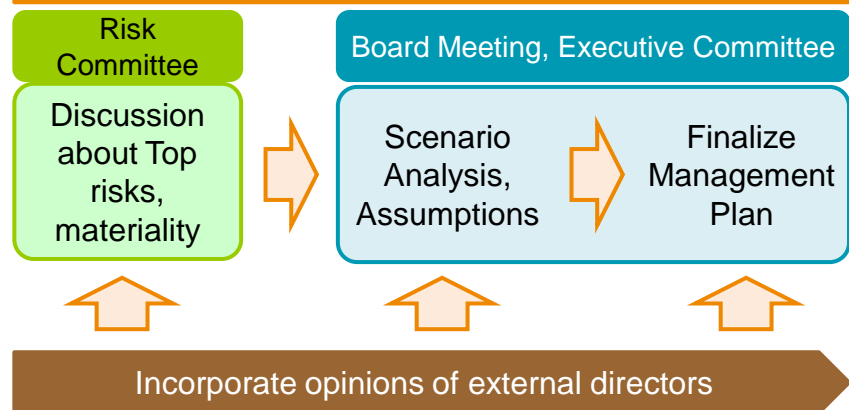 Risk
Committee
Board Meeting, Executive Committee
Discussion
about Top
risks,
materiality
Scenario
Analysis,
Assumptions
Finalize
Management
Plan
Incorporate opinions of external directors